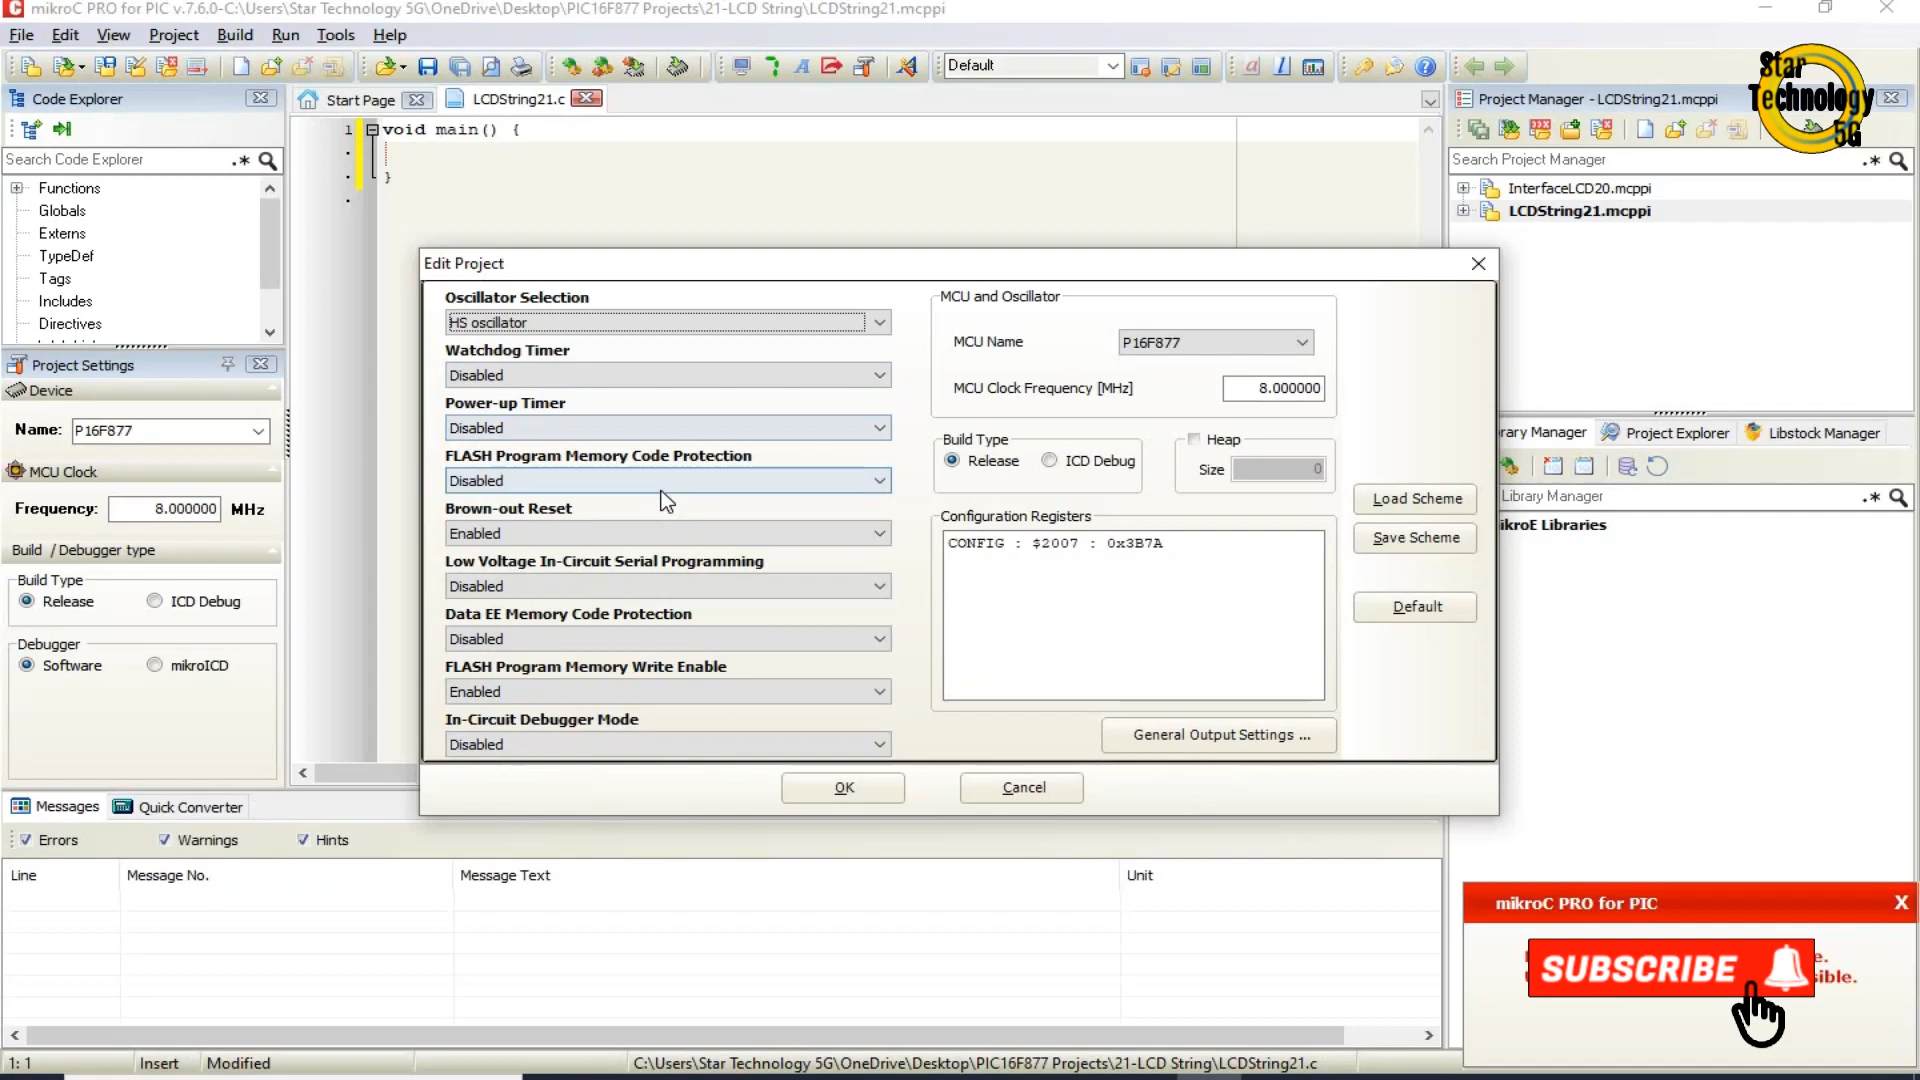 mikroC PRO for PIC v.7.6.0-C:\Users\Star Technology 5G\OneDrive\Desktop\PIC16F877 Projects\21-LCD String\LCDString21.mcppi
File Edit View Project Build Run Tools Help
Default
Star Technology 5G
Code Explorer
Start Page
LCDString21.c
Project Manager - LCDString21.mcppi
Search Code Explorer
Search Project Manager
1 void main() {
}
Functions
Globals
Externs
TypeDef
Tags
Includes
Directives
InterfaceLCD20.mcppi
LCDString21.mcppi
Project Settings
Device
Name: P16F877
MCU Clock
Frequency: 8.000000 MHz
Build / Debugger type
Build Type
Release ICD Debug
Debugger
Software mikroICD
Edit Project
Oscillator Selection
HS oscillator
Watchdog Timer
Disabled
Power-up Timer
Disabled
FLASH Program Memory Code Protection
Disabled
Brown-out Reset
Enabled
Low Voltage In-Circuit Serial Programming
Disabled
Data EE Memory Code Protection
Disabled
FLASH Program Memory Write Enable
Enabled
In-Circuit Debugger Mode
Disabled
MCU and Oscillator
MCU Name P16F877
MCU Clock Frequency [MHz] 8.000000
Build Type
Release ICD Debug
Heap
Size 0
Configuration Registers
CONFIG : $2007 : 0x3B7A
Load Scheme
Save Scheme
Default
General Output Settings ...
OK Cancel
rary Manager Project Explorer Libstock Manager
Library Manager
ikroE Libraries
Messages Quick Converter
Errors Warnings Hints
Line Message No. Message Text Unit
mikroC PRO for PIC X
SUBSCRIBE
e.
ible.
1: 1 Insert Modified C:\Users\Star Technology 5G\OneDrive\Desktop\PIC16F877 Projects\21-LCD String\LCDString21.c